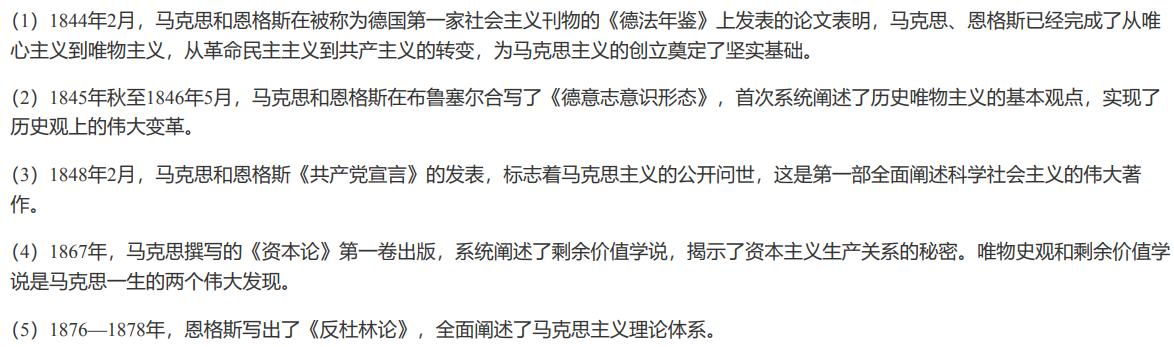 （1）1844年2月，马克思和恩格斯在被称为德国第一家社会主义刊物的《德法年鉴》上发表的论文表明，马克思、恩格斯已经完成了从唯
心主义到唯物主义，从革命民主主义到共产主义的转变，为马克思主义的创立奠定了坚实基础。
（2）1845年秋至1846年5月，马克思和恩格斯在布鲁塞尔合写了《德意志意识形态》，首次系统阐述了历史唯物主义的基本观点，实现了
历史观上的伟大变革。
（3）1848年2月，马克思和恩格斯《共产党宣言》的发表，标志着马克思主义的公开问世，这是第一部全面阐述科学社会主义的伟大著
作。
（4）1867年，马克思撰写的《资本论》第一卷出版，系统阐述了剩余价值学说，揭示了资本主义生产关系的秘密。唯物史观和剩余价值学
说是马克思一生的两个伟大发现。
（5）1876—1878年，恩格斯写出了《反杜林论》，全面阐述了马克思主义理论体系。